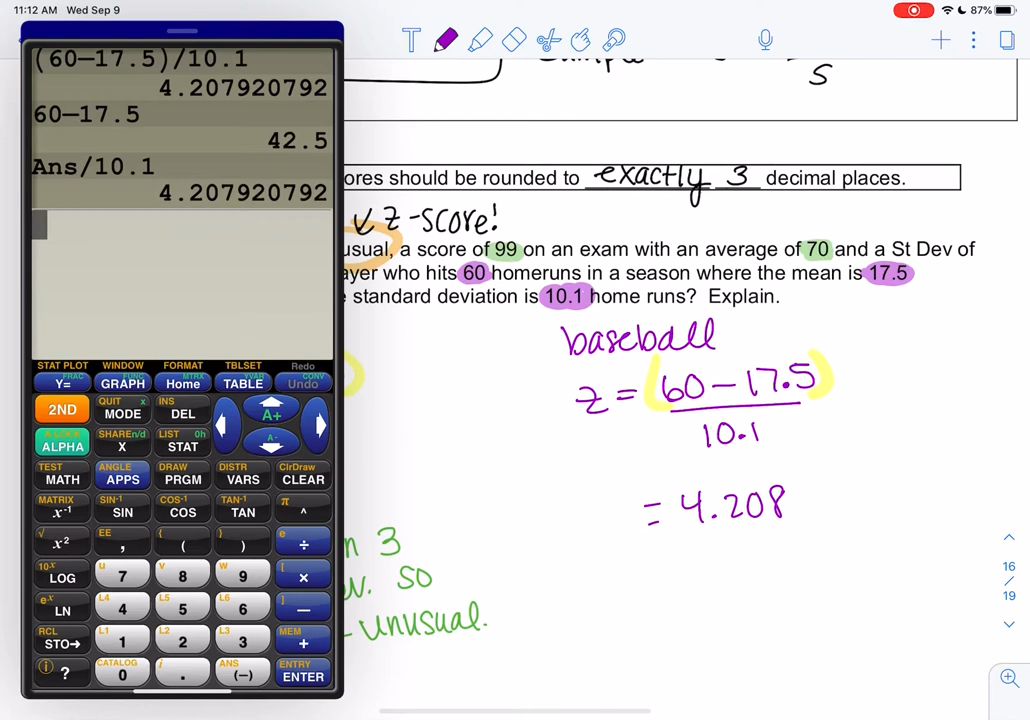 11:12 AM Wed Sep 9
87%
(60−17.5)/10.1
4.207920792
60−17.5
42.5
Ans/10.1
4.207920792
STAT PLOT WINDOW FORMAT TBLSET Redo
Y= GRAPH Home TABLE Undo
QUIT INS
2ND MODE DEL A+
SHARE LIST
ALPHA X STAT A-
TEST ANGLE DRAW DISTR ClrDraw
MATH APPS PRGM VARS CLEAR
MATRIX SIN-1 COS-1 TAN-1 π
x-1 SIN COS TAN ^
√ EE { } e
x² , ( ) ÷
10x u v w [
LOG 7 8 9 ×
ex L4 L5 L6 ]
LN 4 5 6 −
RCL L1 L2 L3 MEM
STO→ 1 2 3 +
CATALOG i ANS ENTRY
? 0 . (−) ENTER
s
ores should be rounded to exactly 3 decimal places.
z-score!
usual, a score of 99 on an exam with an average of 70 and a St Dev of
ayer who hits 60 homeruns in a season where the mean is 17.5
e standard deviation is 10.1 home runs? Explain.
baseball
z = (60 − 17.5)
10.1
= 4.208
n 3
v. so
- unusual.
16
/
19